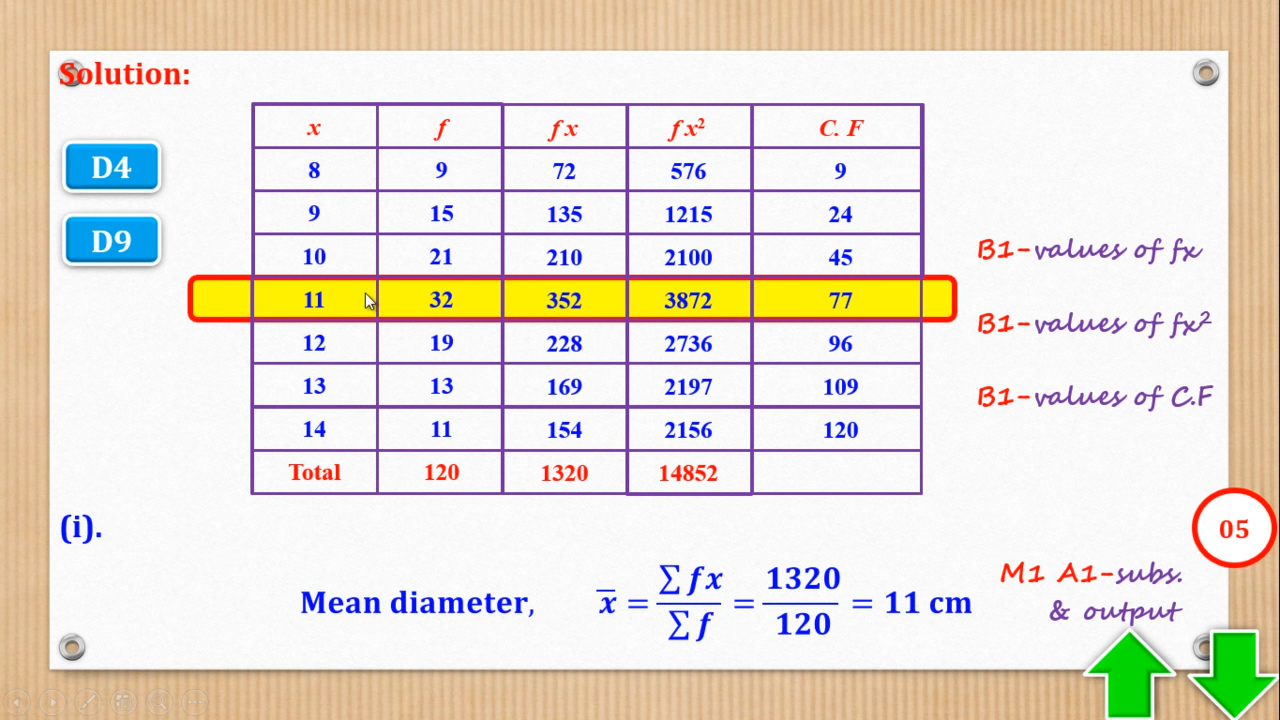 Solution:
D4
D9
x f fx fx² C. F
8 9 72 576 9
9 15 135 1215 24
10 21 210 2100 45
11 32 352 3872 77
12 19 228 2736 96
13 13 169 2197 109
14 11 154 2156 120
Total 120 1320 14852
B1-values of fx
B1-values of fx²
B1-values of C.F
05
(i).
Mean diameter, x̄ = ∑fx / ∑f = 1320 / 120 = 11 cm
M1 A1-subs.
& output